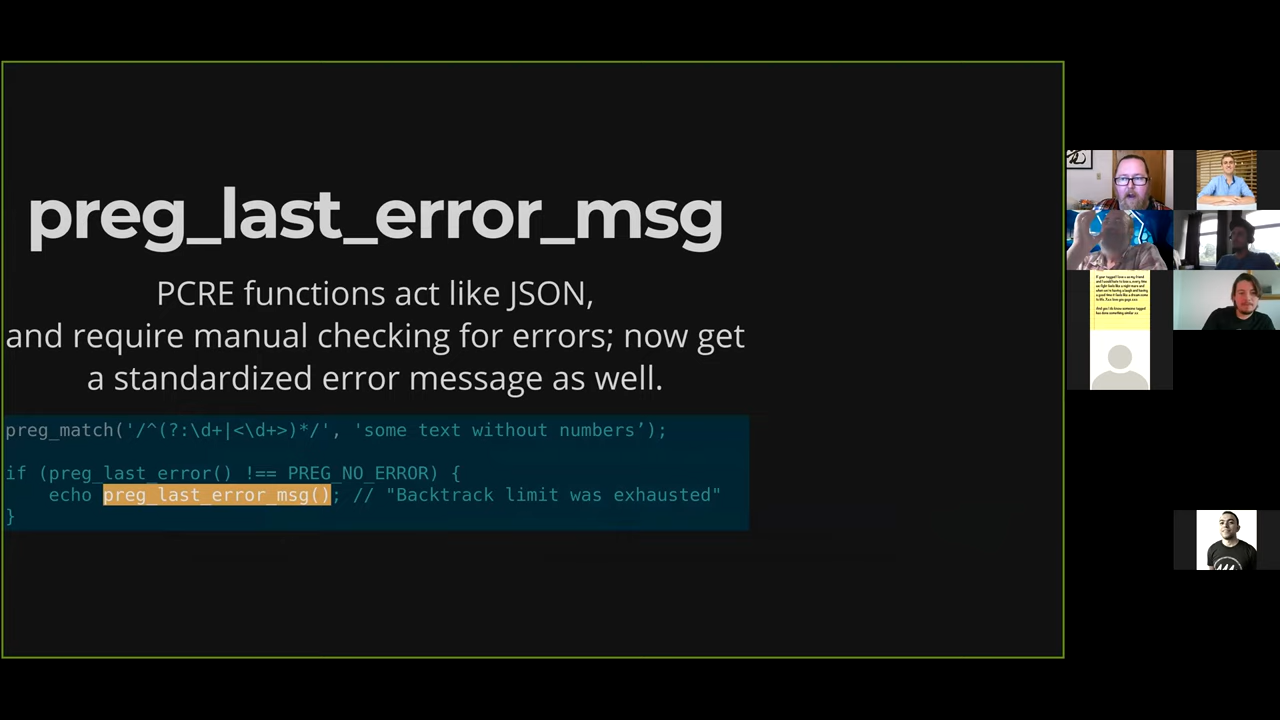 preg_last_error_msg
PCRE functions act like JSON,
and require manual checking for errors; now get
a standardized error message as well.
preg_match('/^(?:\d+|<\d+>)*/', 'some text without numbers’);
if (preg_last_error() !== PREG_NO_ERROR) {
    echo preg_last_error_msg(); // "Backtrack limit was exhausted"
}